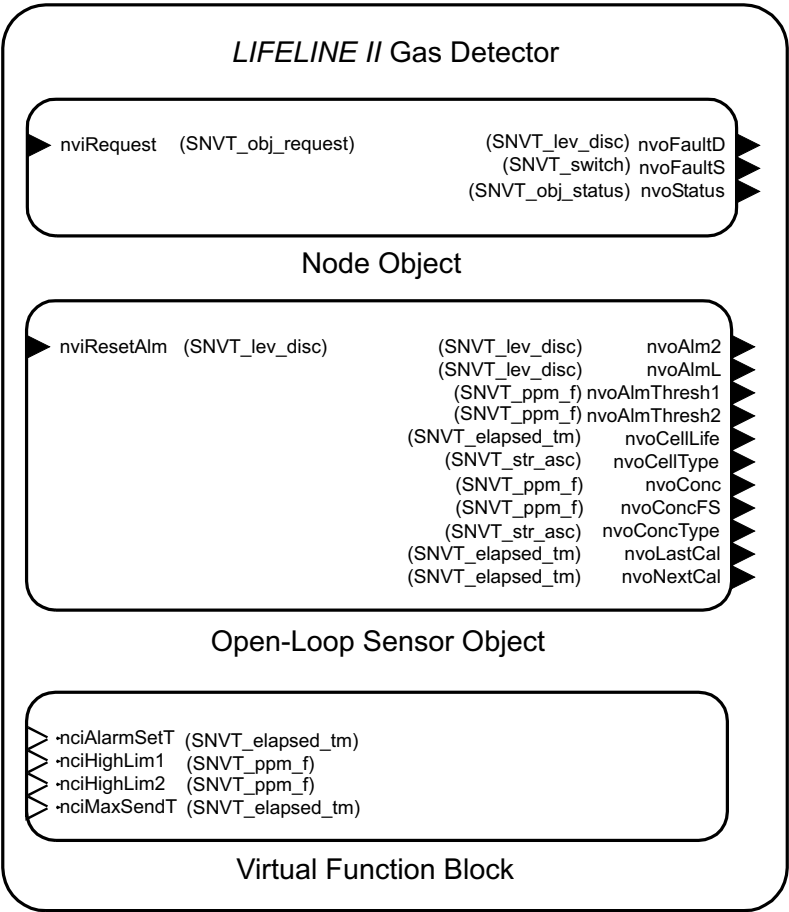 LIFELINE II Gas Detector
nviRequest (SNVT_obj_request) (SNVT_lev_disc) nvoFaultD
(SNVT_switch) nvoFaultS
(SNVT_obj_status) nvoStatus
Node Object
nviResetAlm (SNVT_lev_disc) (SNVT_lev_disc) nvoAlm2
(SNVT_lev_disc) nvoAlmL
(SNVT_ppm_f) nvoAlmThresh1
(SNVT_ppm_f) nvoAlmThresh2
(SNVT_elapsed_tm) nvoCellLife
(SNVT_str_asc) nvoCellType
(SNVT_ppm_f) nvoConc
(SNVT_ppm_f) nvoConcFS
(SNVT_str_asc) nvoConcType
(SNVT_elapsed_tm) nvoLastCal
(SNVT_elapsed_tm) nvoNextCal
Open-Loop Sensor Object
nciAlarmSetT (SNVT_elapsed_tm)
nciHighLim1 (SNVT_ppm_f)
nciHighLim2 (SNVT_ppm_f)
nciMaxSendT (SNVT_elapsed_tm)
Virtual Function Block